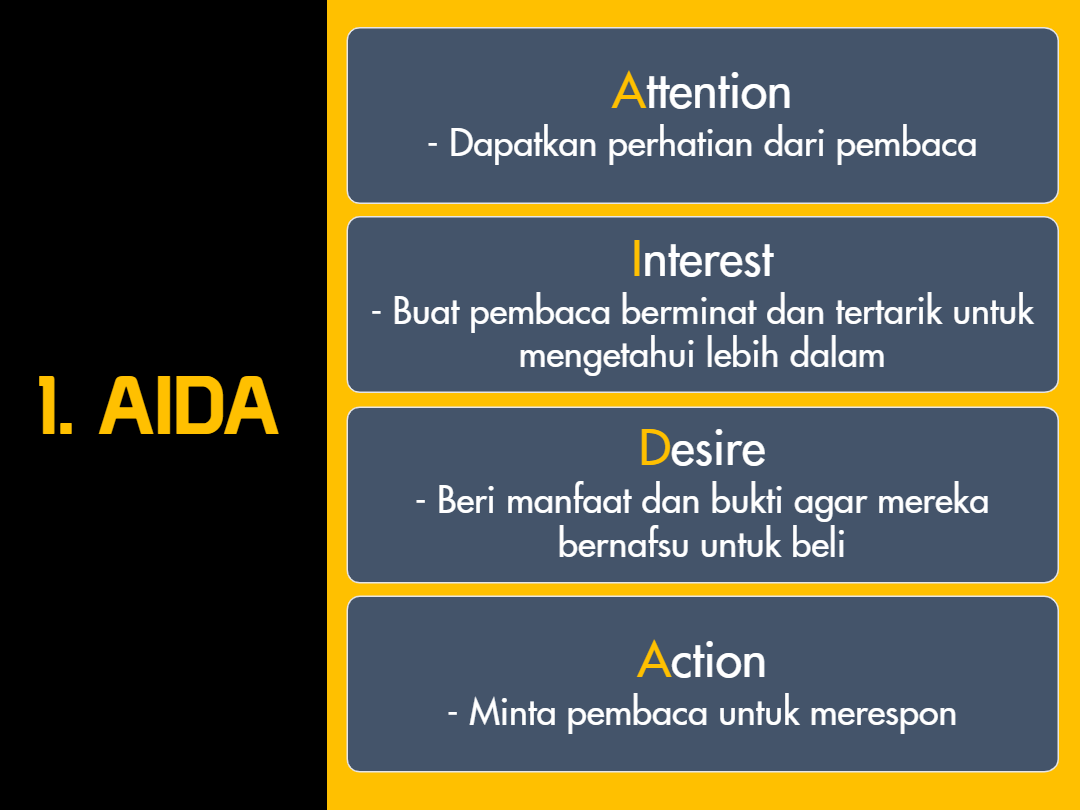 1. AIDA
Attention
- Dapatkan perhatian dari pembaca
Interest
- Buat pembaca berminat dan tertarik untuk
mengetahui lebih dalam
Desire
- Beri manfaat dan bukti agar mereka
bernafsu untuk beli
Action
- Minta pembaca untuk merespon